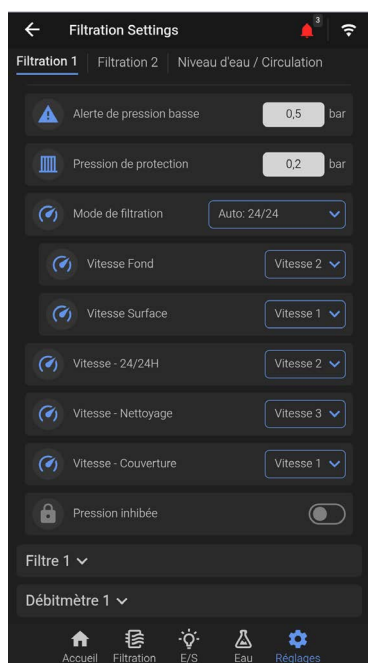 Filtration Settings
3
Filtration 1 Filtration 2 Niveau d'eau / Circulation
Alerte de pression basse 0,5 bar
Pression de protection 0,2 bar
Mode de filtration Auto: 24/24
Vitesse Fond Vitesse 2
Vitesse Surface Vitesse 1
Vitesse - 24/24H Vitesse 2
Vitesse - Nettoyage Vitesse 3
Vitesse - Couverture Vitesse 1
Pression inhibée
Filtre 1
Débitmètre 1
Accueil Filtration E/S Eau Réglages